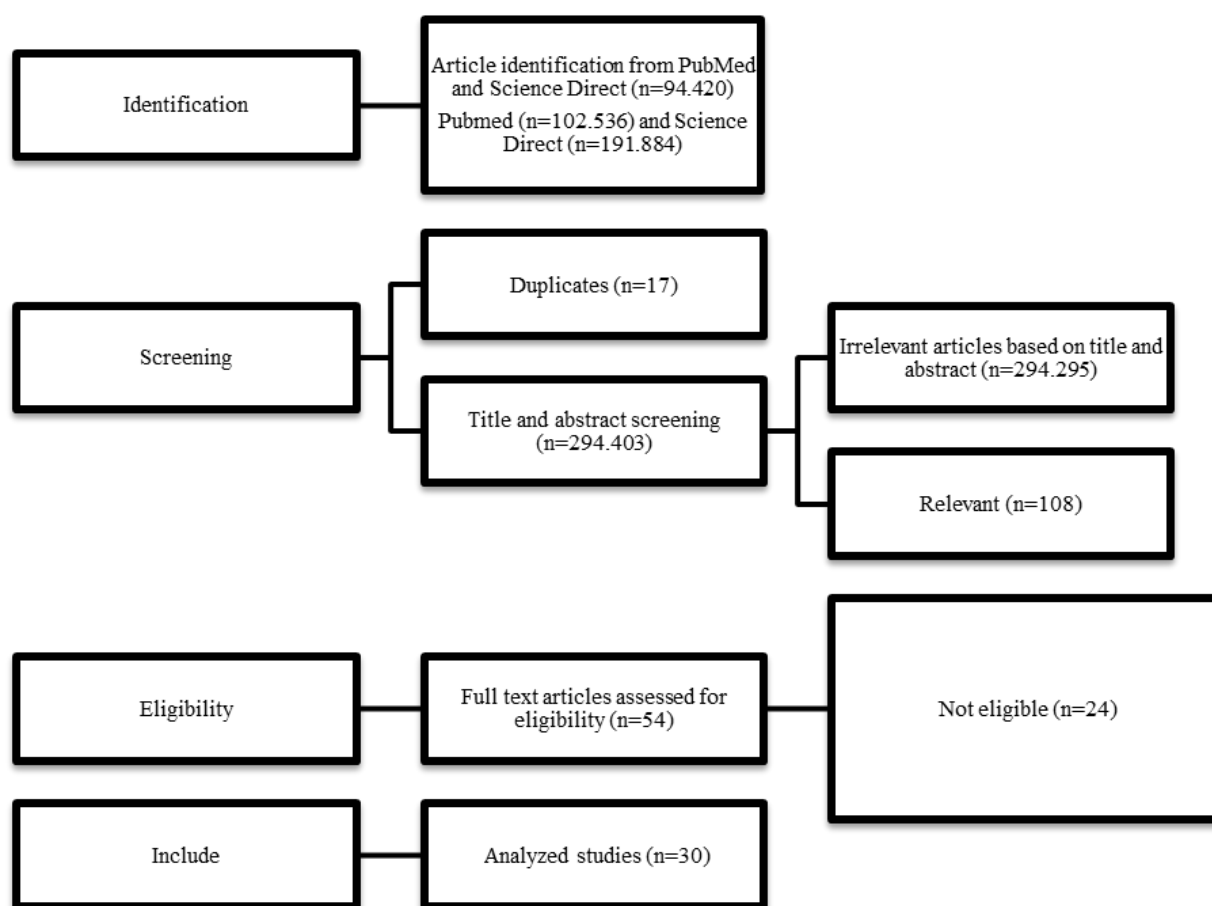 Identification
Article identification from PubMed
and Science Direct (n=94.420)
Pubmed (n=102.536) and Science
Direct (n=191.884)
Screening
Duplicates (n=17)
Title and abstract screening
(n=294.403)
Irrelevant articles based on title and
abstract (n=294.295)
Relevant (n=108)
Eligibility
Full text articles assessed for
eligibility (n=54)
Not eligible (n=24)
Include
Analyzed studies (n=30)